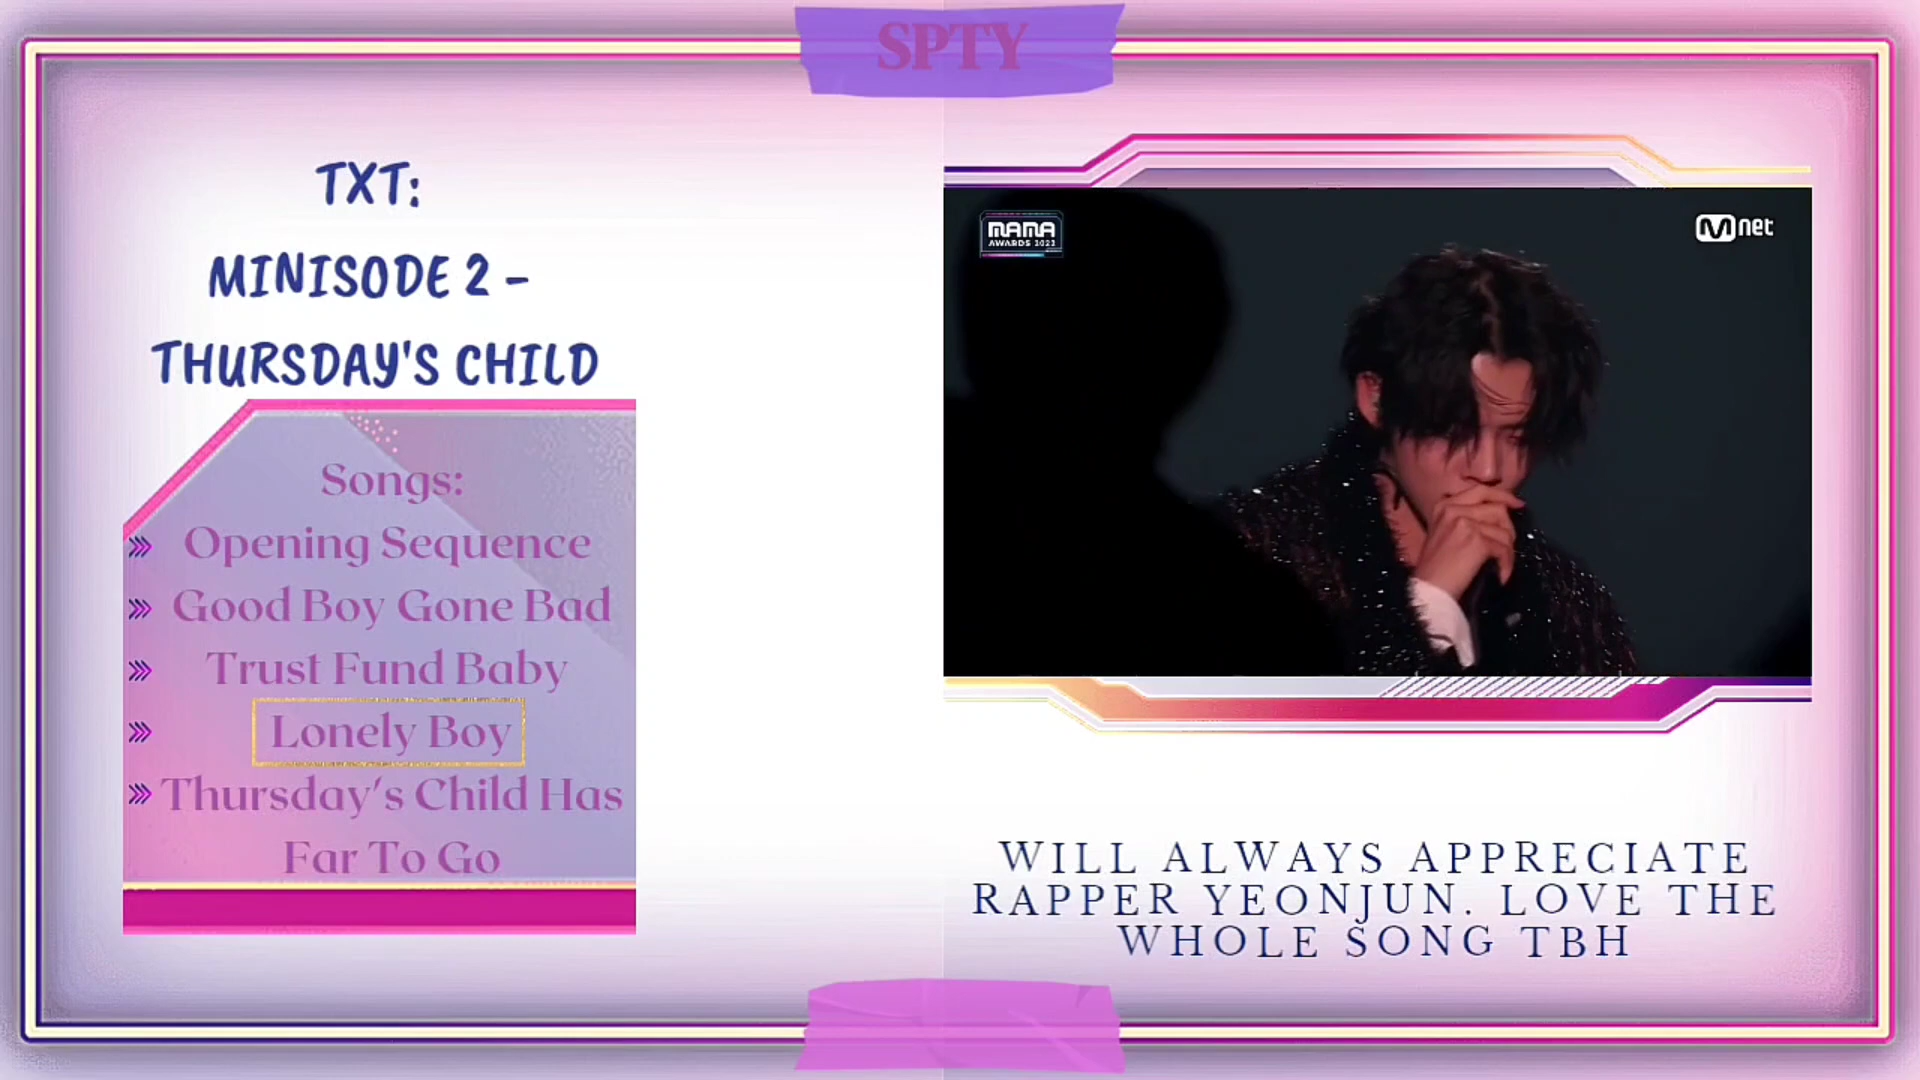 SPTY
TXT:
MINISODE 2 -
THURSDAY'S CHILD
Songs:
Opening Sequence
Good Boy Gone Bad
Trust Fund Baby
Lonely Boy
Thursday's Child Has
Far To Go
MAMA
AWARDS 2023
Mnet
WILL ALWAYS APPRECIATE
RAPPER YEONJUN. LOVE THE
WHOLE SONG TBH